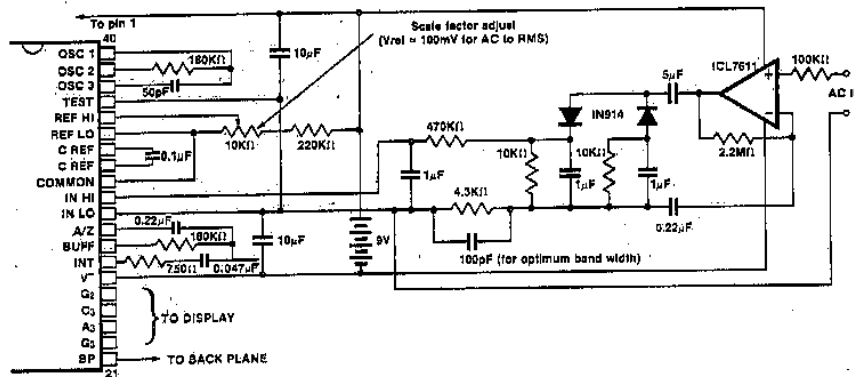 To pin 1
40
OSC 1
OSC 2
OSC 3
TEST
REF HI
REF LO
C REF
C REF
COMMON
IN HI
IN LO
A/Z
BUFF
INT
V-
G2
C3
A3
G3
BP
21
180KΩ
50pF
0.1µF
10µF
Scale factor adjust
(Vref = 100mV for AC to RMS)
10KΩ
220KΩ
470KΩ
1µF
10KΩ
4.3KΩ
100pF (for optimum band width)
1µF
10KΩ
1µF
IN914
5µF
ICL7611
+
−
100KΩ
AC I
2.2MΩ
0.22µF
0.22µF
180KΩ
750Ω
0.047µF
10µF
9V
TO DISPLAY
TO BACK PLANE